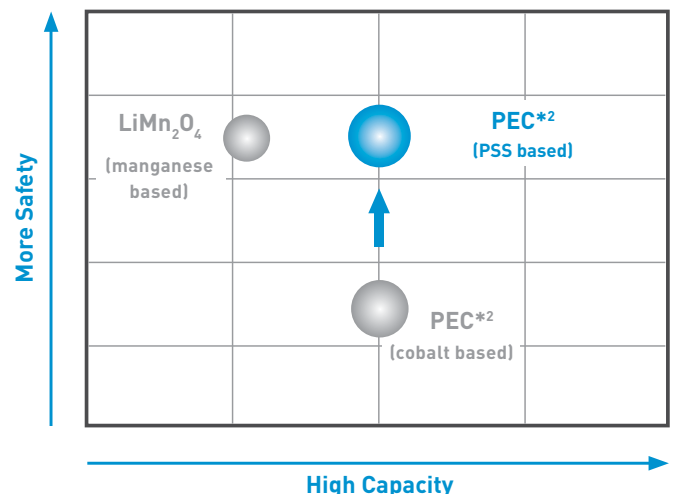 More Safety
LiMn₂O₄
(manganese
based)
PEC*²
(PSS based)
PEC*²
(cobalt based)
High Capacity